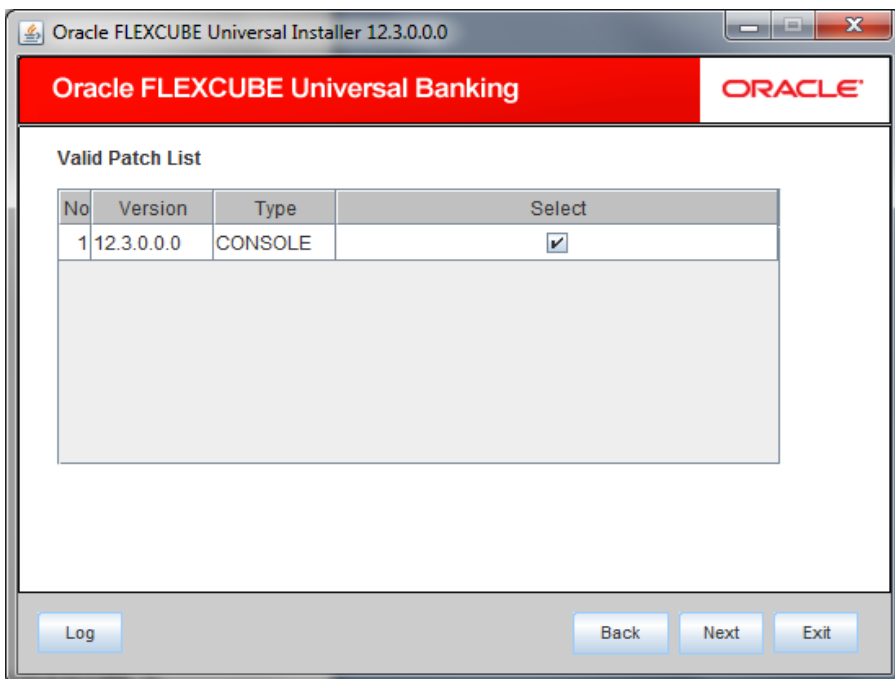 Oracle FLEXCUBE Universal Installer 12.3.0.0.0
Oracle FLEXCUBE Universal Banking
ORACLE
Valid Patch List
No Version Type Select
1 12.3.0.0.0 CONSOLE
Log Back Next Exit